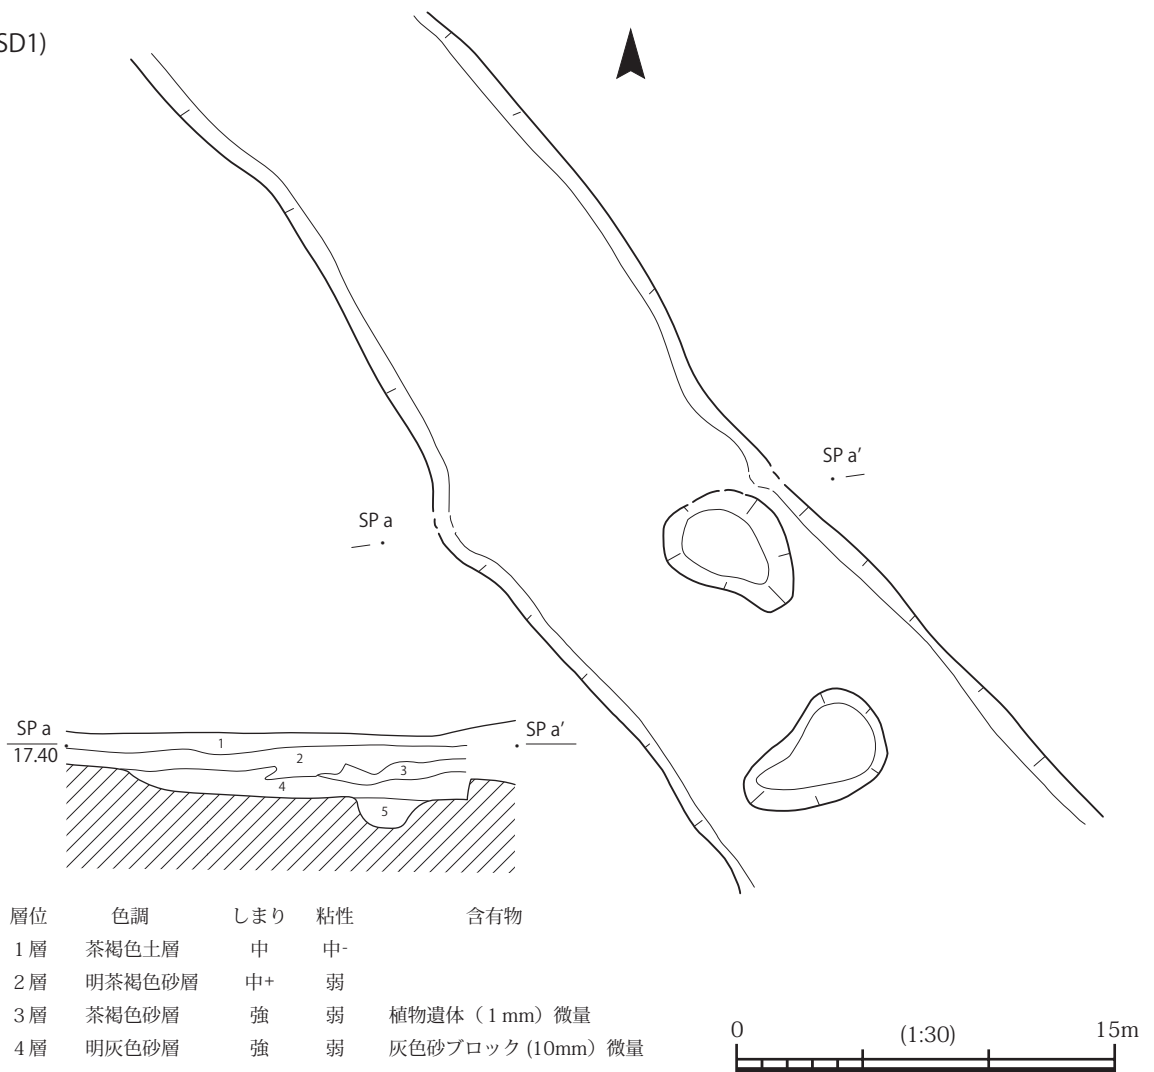 SD1)
SP a’
SP a
SP a
17.40
SP a’
1
2
3
4
5
層位 色調 しまり 粘性 含有物
1層 茶褐色土層 中 中-
2層 明茶褐色砂層 中+ 弱
3層 茶褐色砂層 強 弱 植物遺体（1mm）微量
4層 明灰色砂層 強 弱 灰色砂ブロック(10mm）微量
0 (1:30) 15m